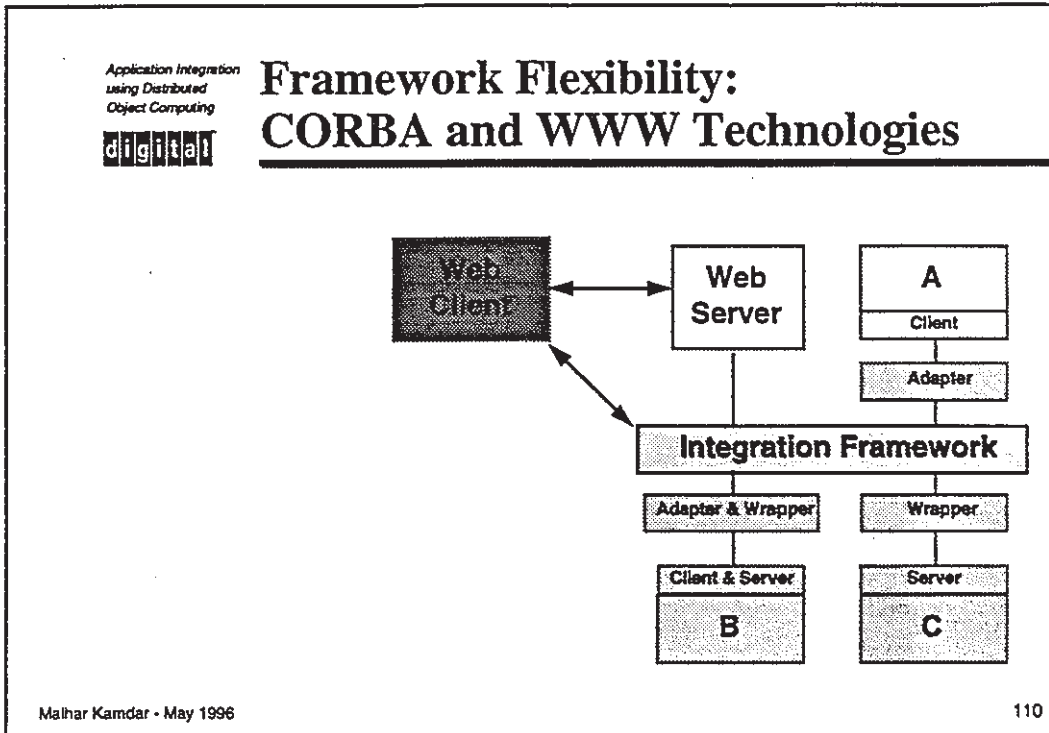 Application Integration
using Distributed
Object Computing
digital
Framework Flexibility:
CORBA and WWW Technologies
Web
Client
Web
Server
A
Client
Adapter
Integration Framework
Adapter & Wrapper
Wrapper
Client & Server
Server
B
C
Malhar Kamdar - May 1996
110